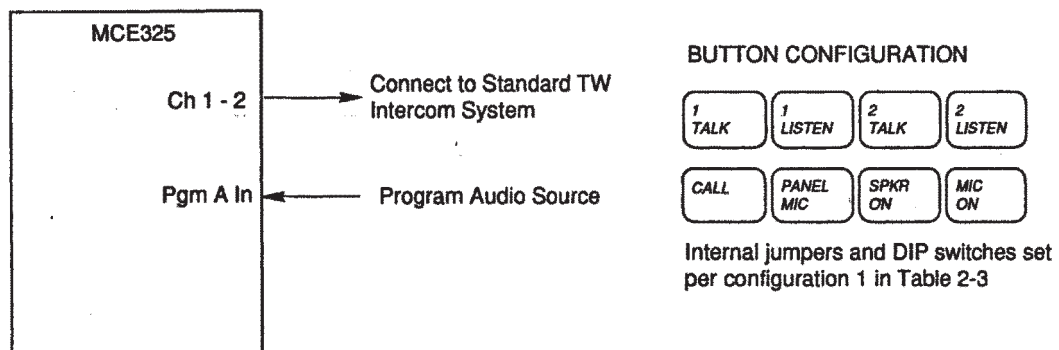 MCE325
Ch 1 - 2
Connect to Standard TW
Intercom System
Pgm A In
Program Audio Source
BUTTON CONFIGURATION
1
TALK
1
LISTEN
2
TALK
2
LISTEN
CALL
PANEL
MIC
SPKR
ON
MIC
ON
Internal jumpers and DIP switches set
per configuration 1 in Table 2-3